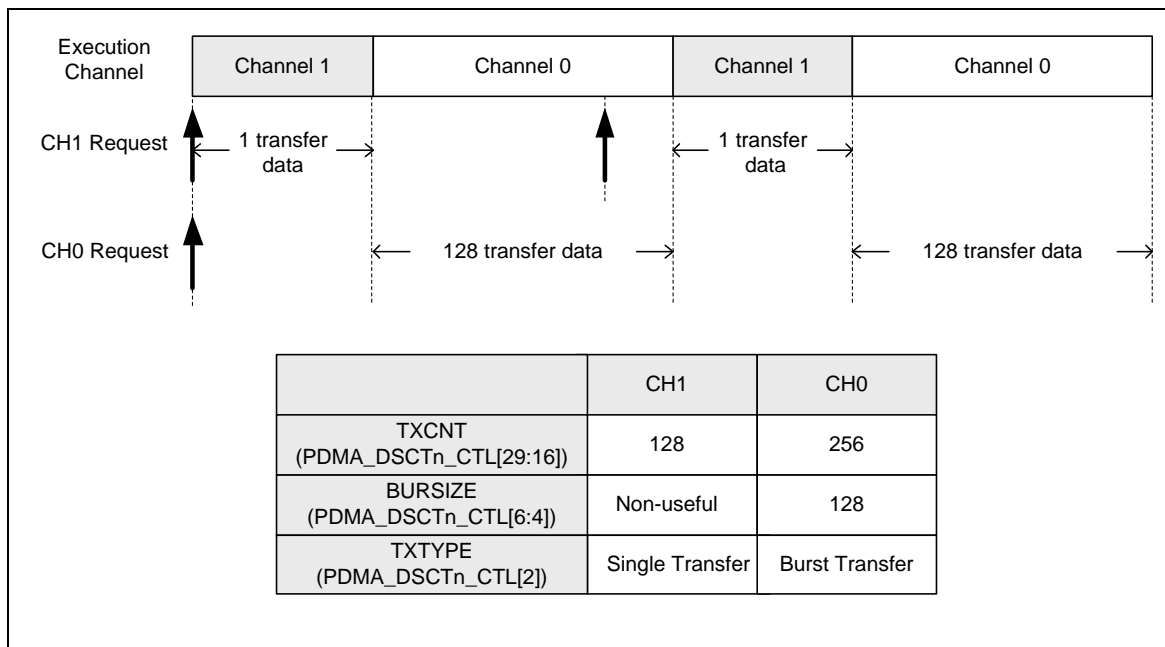 Execution
Channel
Channel 1
Channel 0
Channel 1
Channel 0
CH1 Request
1 transfer
data
1 transfer
data
CH0 Request
128 transfer data
128 transfer data
CH1
CH0
TXCNT
(PDMA_DSCTn_CTL[29:16])
128
256
BURSIZE
(PDMA_DSCTn_CTL[6:4])
Non-useful
128
TXTYPE
(PDMA_DSCTn_CTL[2])
Single Transfer
Burst Transfer